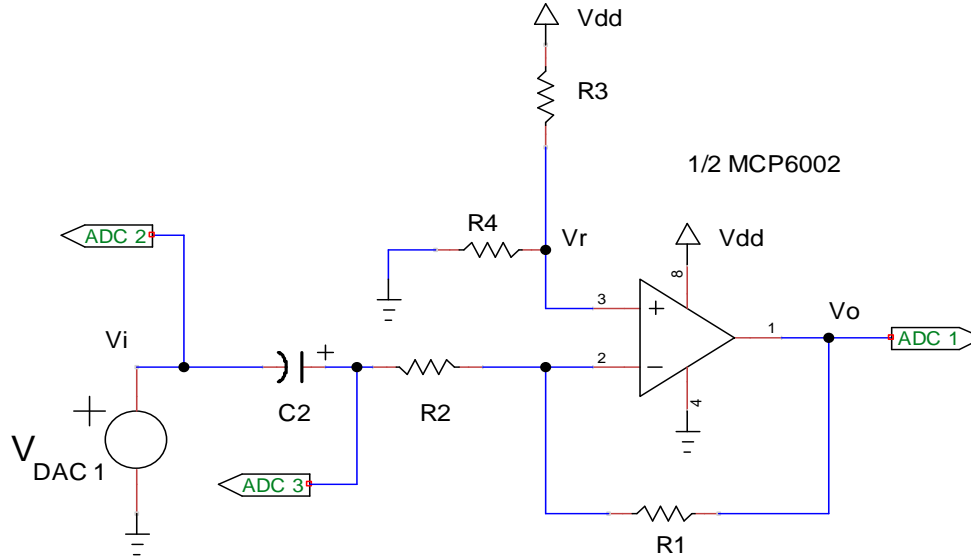 Vdd
R3
1/2 MCP6002
ADC 2
R4
Vr
Vdd
8
3
+
Vi
1
Vo
ADC 1
+
2
−
+
C2
R2
4
V DAC 1
ADC 3
R1